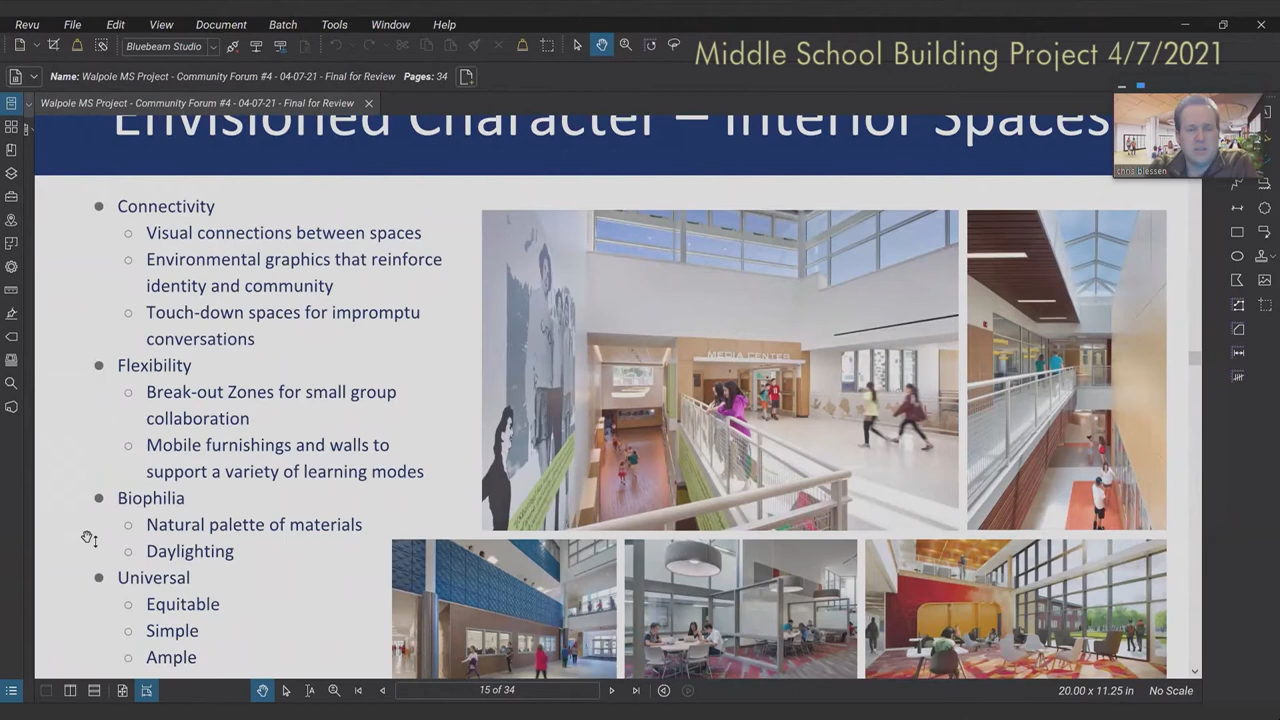 Revu File Edit View Document Batch Tools Window Help
Bluebeam Studio
Middle School Building Project 4/7/2021
Name: Walpole MS Project - Community Forum #4 - 04-07-21 - Final for Review Pages: 34
Walpole MS Project - Community Forum #4 - 04-07-21 - Final for Review
Envisioned Character – Interior Spaces
chris blessen
Connectivity
Visual connections between spaces
Environmental graphics that reinforce
identity and community
Touch-down spaces for impromptu
conversations
Flexibility
Break-out Zones for small group
collaboration
Mobile furnishings and walls to
support a variety of learning modes
Biophilia
Natural palette of materials
Daylighting
Universal
Equitable
Simple
Ample
MEDIA CENTER
15 of 34
20.00 x 11.25 in No Scale